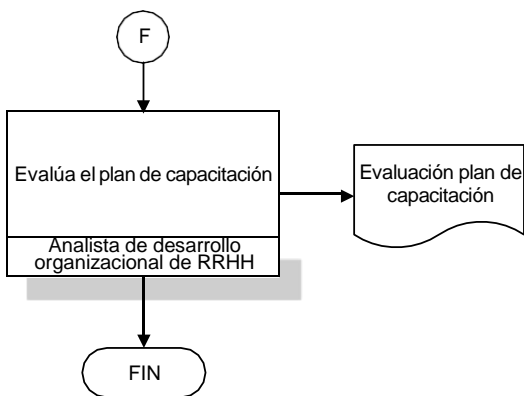 F
Evalúa el plan de capacitación
Evaluación plan de
capacitación
Analista de desarrollo
organizacional de RRHH
FIN